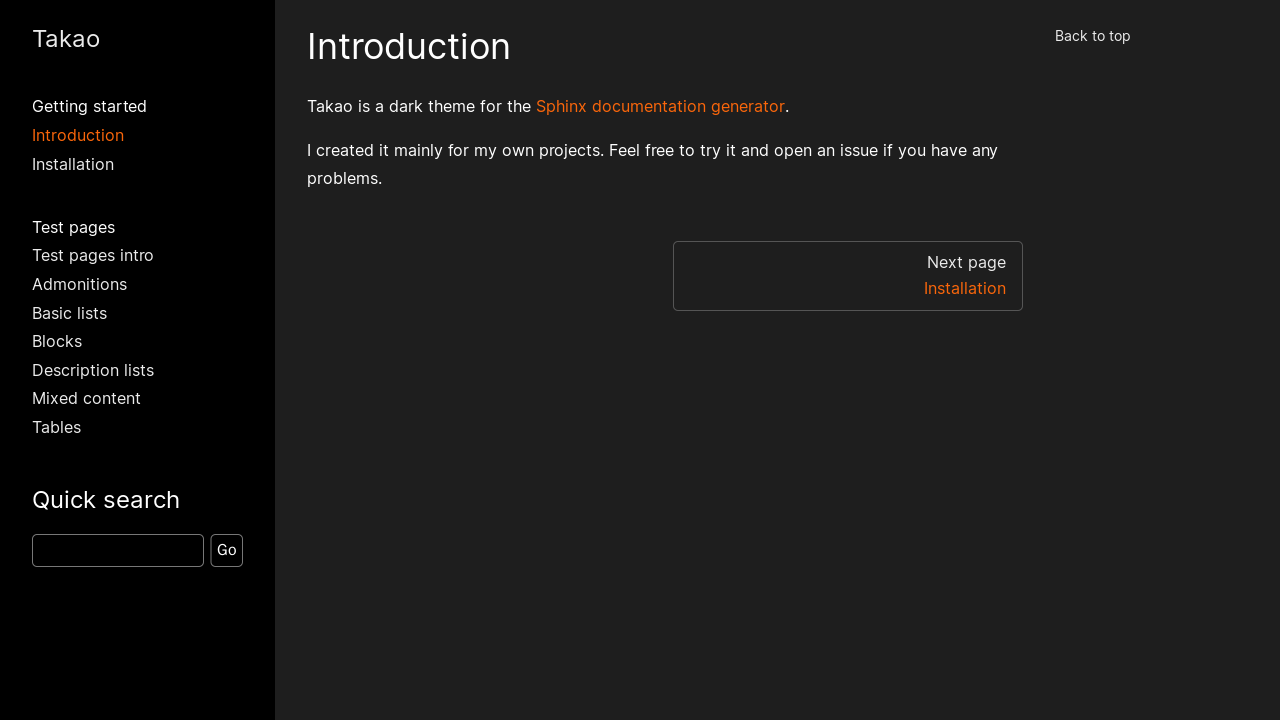 Takao
Getting started
Introduction
Installation
Test pages
Test pages intro
Admonitions
Basic lists
Blocks
Description lists
Mixed content
Tables
Quick search
Go
Introduction
Takao is a dark theme for the Sphinx documentation generator.
I created it mainly for my own projects. Feel free to try it and open an issue if you have any
problems.
Next page
Installation
Back to top